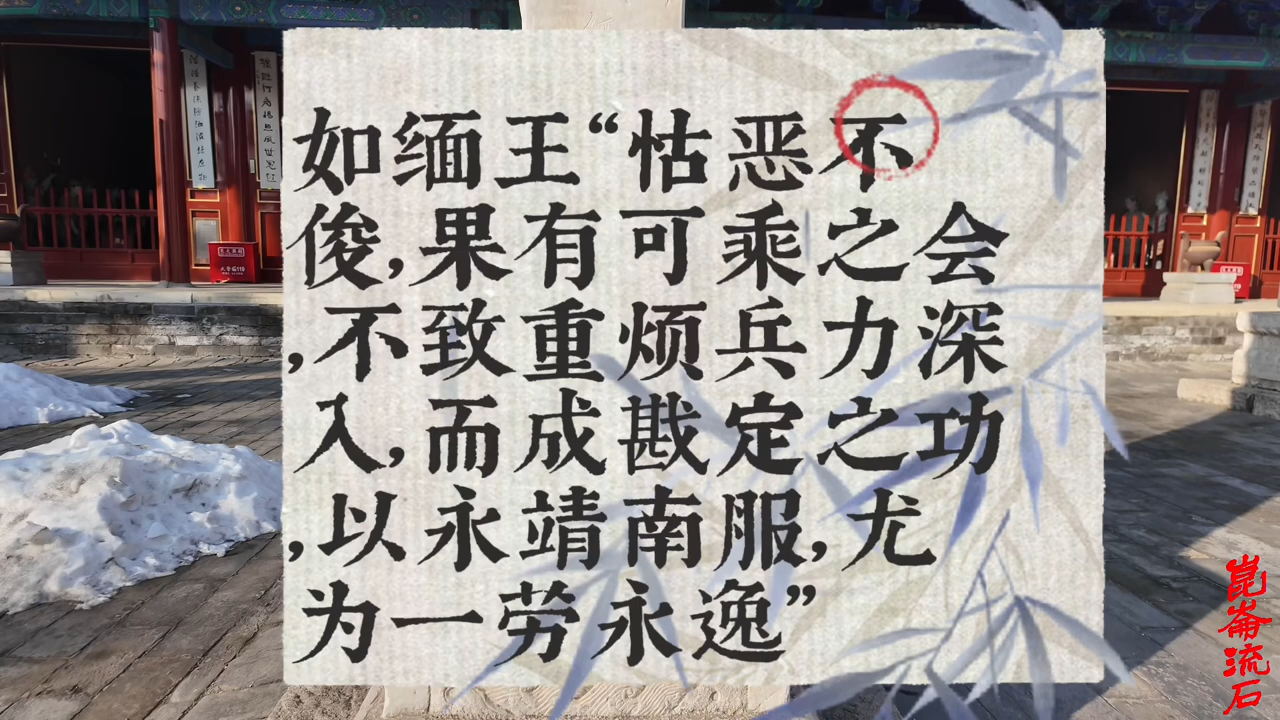 如缅王“怙恶不
俊,果有可乘之会
,不致重烦兵力深
入,而成戡定之功
,以永靖南服,尤
为一劳永逸”
崑崙流石